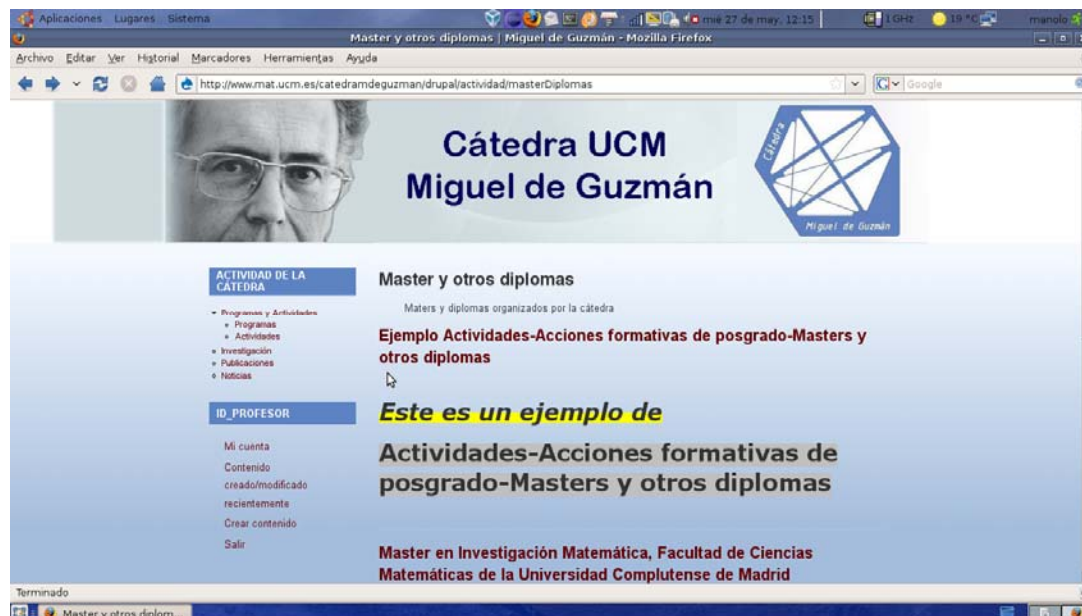 Aplicaciones Lugares Sistema
mié 27 de may, 12:15
1 GHz
19 °C
manolo
Master y otros diplomas | Miguel de Guzmán - Mozilla Firefox
Archivo Editar Ver Historial Marcadores Herramientas Ayuda
http://www.mat.ucm.es/catedramdeguzman/drupal/actividad/masterDiplomas
Google
Cátedra UCM
Miguel de Guzmán
Cátedra
Miguel de Guzmán
ACTIVIDAD DE LA
CÁTEDRA
Programas y Actividades
Programas
Actividades
Investigación
Publicaciones
Noticias
ID_PROFESOR
Mi cuenta
Contenido
creado/modificado
recientemente
Crear contenido
Salir
Master y otros diplomas
Maters y diplomas organizados por la cátedra
Ejemplo Actividades-Acciones formativas de posgrado-Masters y
otros diplomas
Este es un ejemplo de
Actividades-Acciones formativas de
posgrado-Masters y otros diplomas
Master en Investigación Matemática, Facultad de Ciencias
Matemáticas de la Universidad Complutense de Madrid
Terminado
Master y otros diplom...